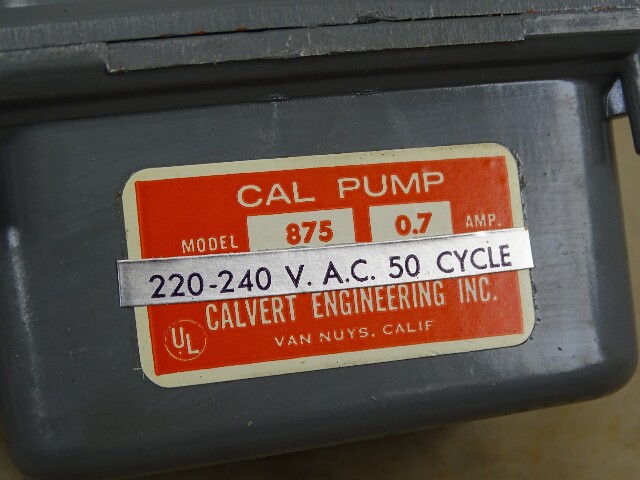 CAL PUMP
MODEL 875 0.7 AMP.
220-240 V. A.C. 50 CYCLE
CALVERT ENGINEERING INC.
UL VAN NUYS, CALIF